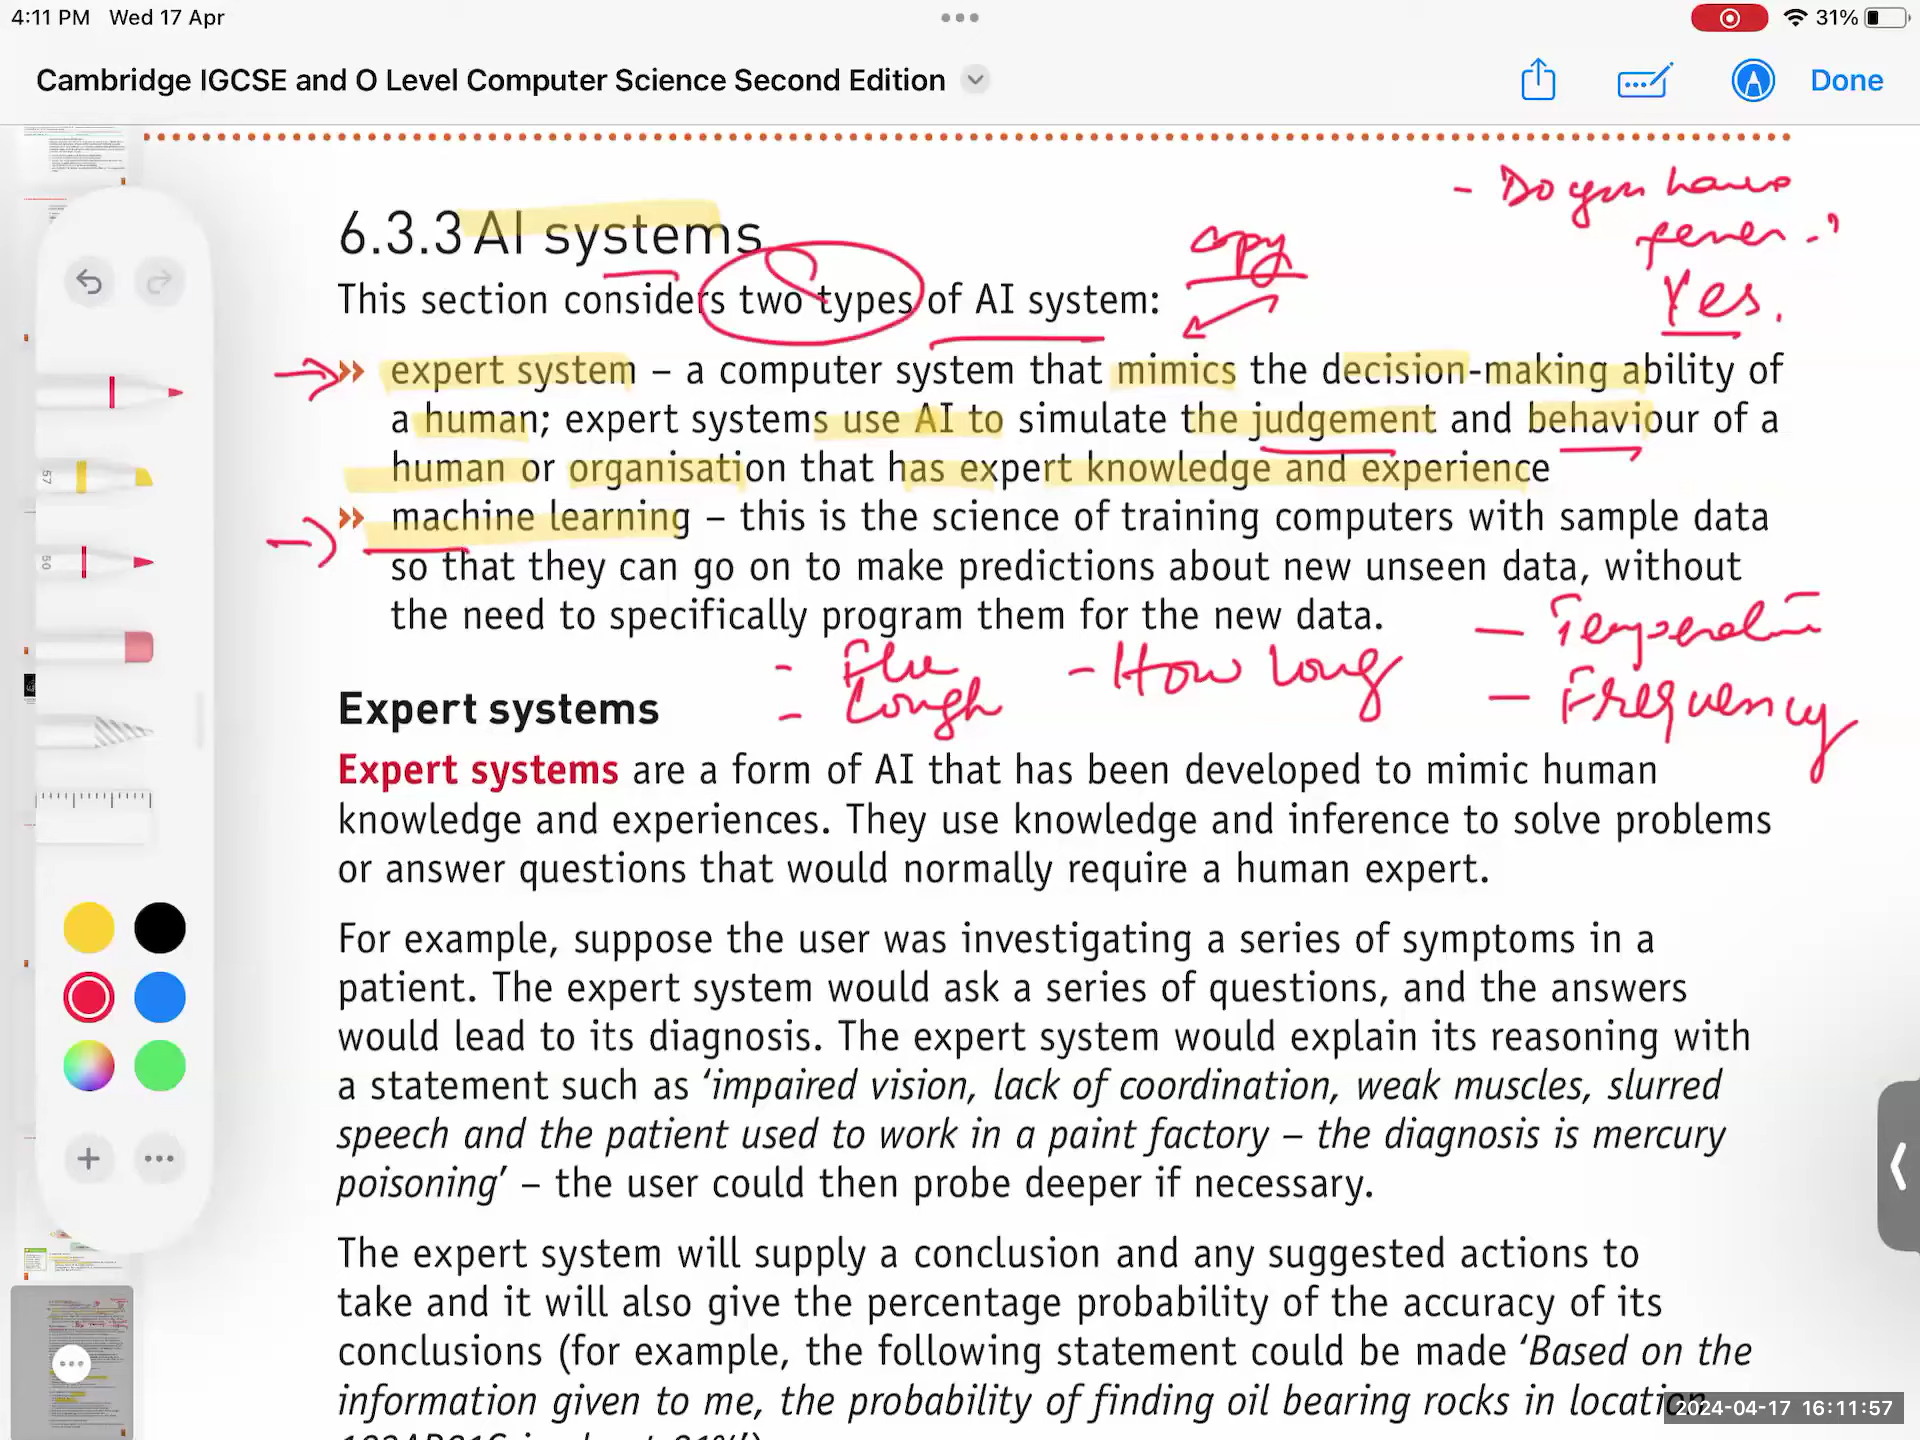 4:11 PM Wed 17 Apr
31%
Cambridge IGCSE and O Level Computer Science Second Edition
Done
- Do you have
fever.?
Yes.
6.3.3 AI systems
copy
This section considers two types of AI system:
» expert system – a computer system that mimics the decision-making ability of
a human; expert systems use AI to simulate the judgement and behaviour of a
human or organisation that has expert knowledge and experience
» machine learning – this is the science of training computers with sample data
so that they can go on to make predictions about new unseen data, without
the need to specifically program them for the new data.
- Flu
- Cough
- How long
- Temperature
- Frequency
57
50
Expert systems
Expert systems are a form of AI that has been developed to mimic human
knowledge and experiences. They use knowledge and inference to solve problems
or answer questions that would normally require a human expert.
For example, suppose the user was investigating a series of symptoms in a
patient. The expert system would ask a series of questions, and the answers
would lead to its diagnosis. The expert system would explain its reasoning with
a statement such as ‘impaired vision, lack of coordination, weak muscles, slurred
speech and the patient used to work in a paint factory – the diagnosis is mercury
poisoning’ – the user could then probe deeper if necessary.
The expert system will supply a conclusion and any suggested actions to
take and it will also give the percentage probability of the accuracy of its
conclusions (for example, the following statement could be made ‘Based on the
information given to me, the probability of finding oil bearing rocks in location
2024-04-17 16:11:57